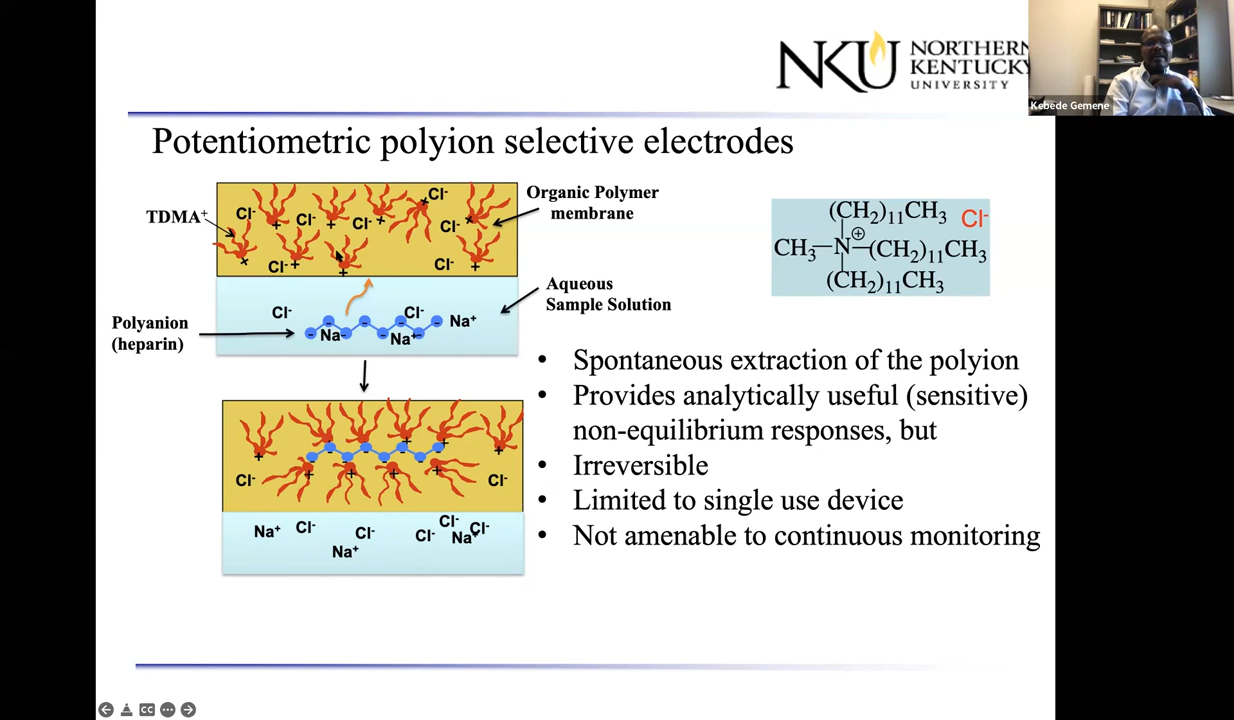 NKU NORTHERN
KENTUCKY
UNIVERSITY
Kebede Gemene
Potentiometric polyion selective electrodes
TDMA⁺
Cl⁻ Cl⁻ Cl⁻ Cl⁻ Cl⁻ Cl⁻ Cl⁻
Organic Polymer
membrane
Aqueous
Sample Solution
Polyanion
(heparin)
Cl⁻ Cl⁻ Na⁺
Na Na⁺
Cl⁻ Cl⁻
Na⁺ Cl⁻ Cl⁻ Cl⁻ Cl⁻ Cl⁻
Na⁺ Na⁺
(CH₂)₁₁CH₃ Cl⁻
CH₃—N⊕—(CH₂)₁₁CH₃
(CH₂)₁₁CH₃
• Spontaneous extraction of the polyion
• Provides analytically useful (sensitive)
non-equilibrium responses, but
• Irreversible
• Limited to single use device
• Not amenable to continuous monitoring
CC